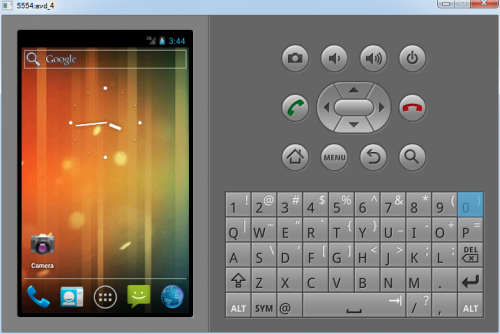 5554:avd_4
3G 3:44
Google
Camera
MENU
1 ! 2 @ 3 # 4 $ 5 % 6 ^ 7 & 8 * 9 ( 0 )
Q | W ~ E " R ` T { Y } U _ I - O + P =
A S \ D ' F [ G ] H < J > K ; L : DEL
Z X C V B N M .
ALT SYM @ / ? , ALT